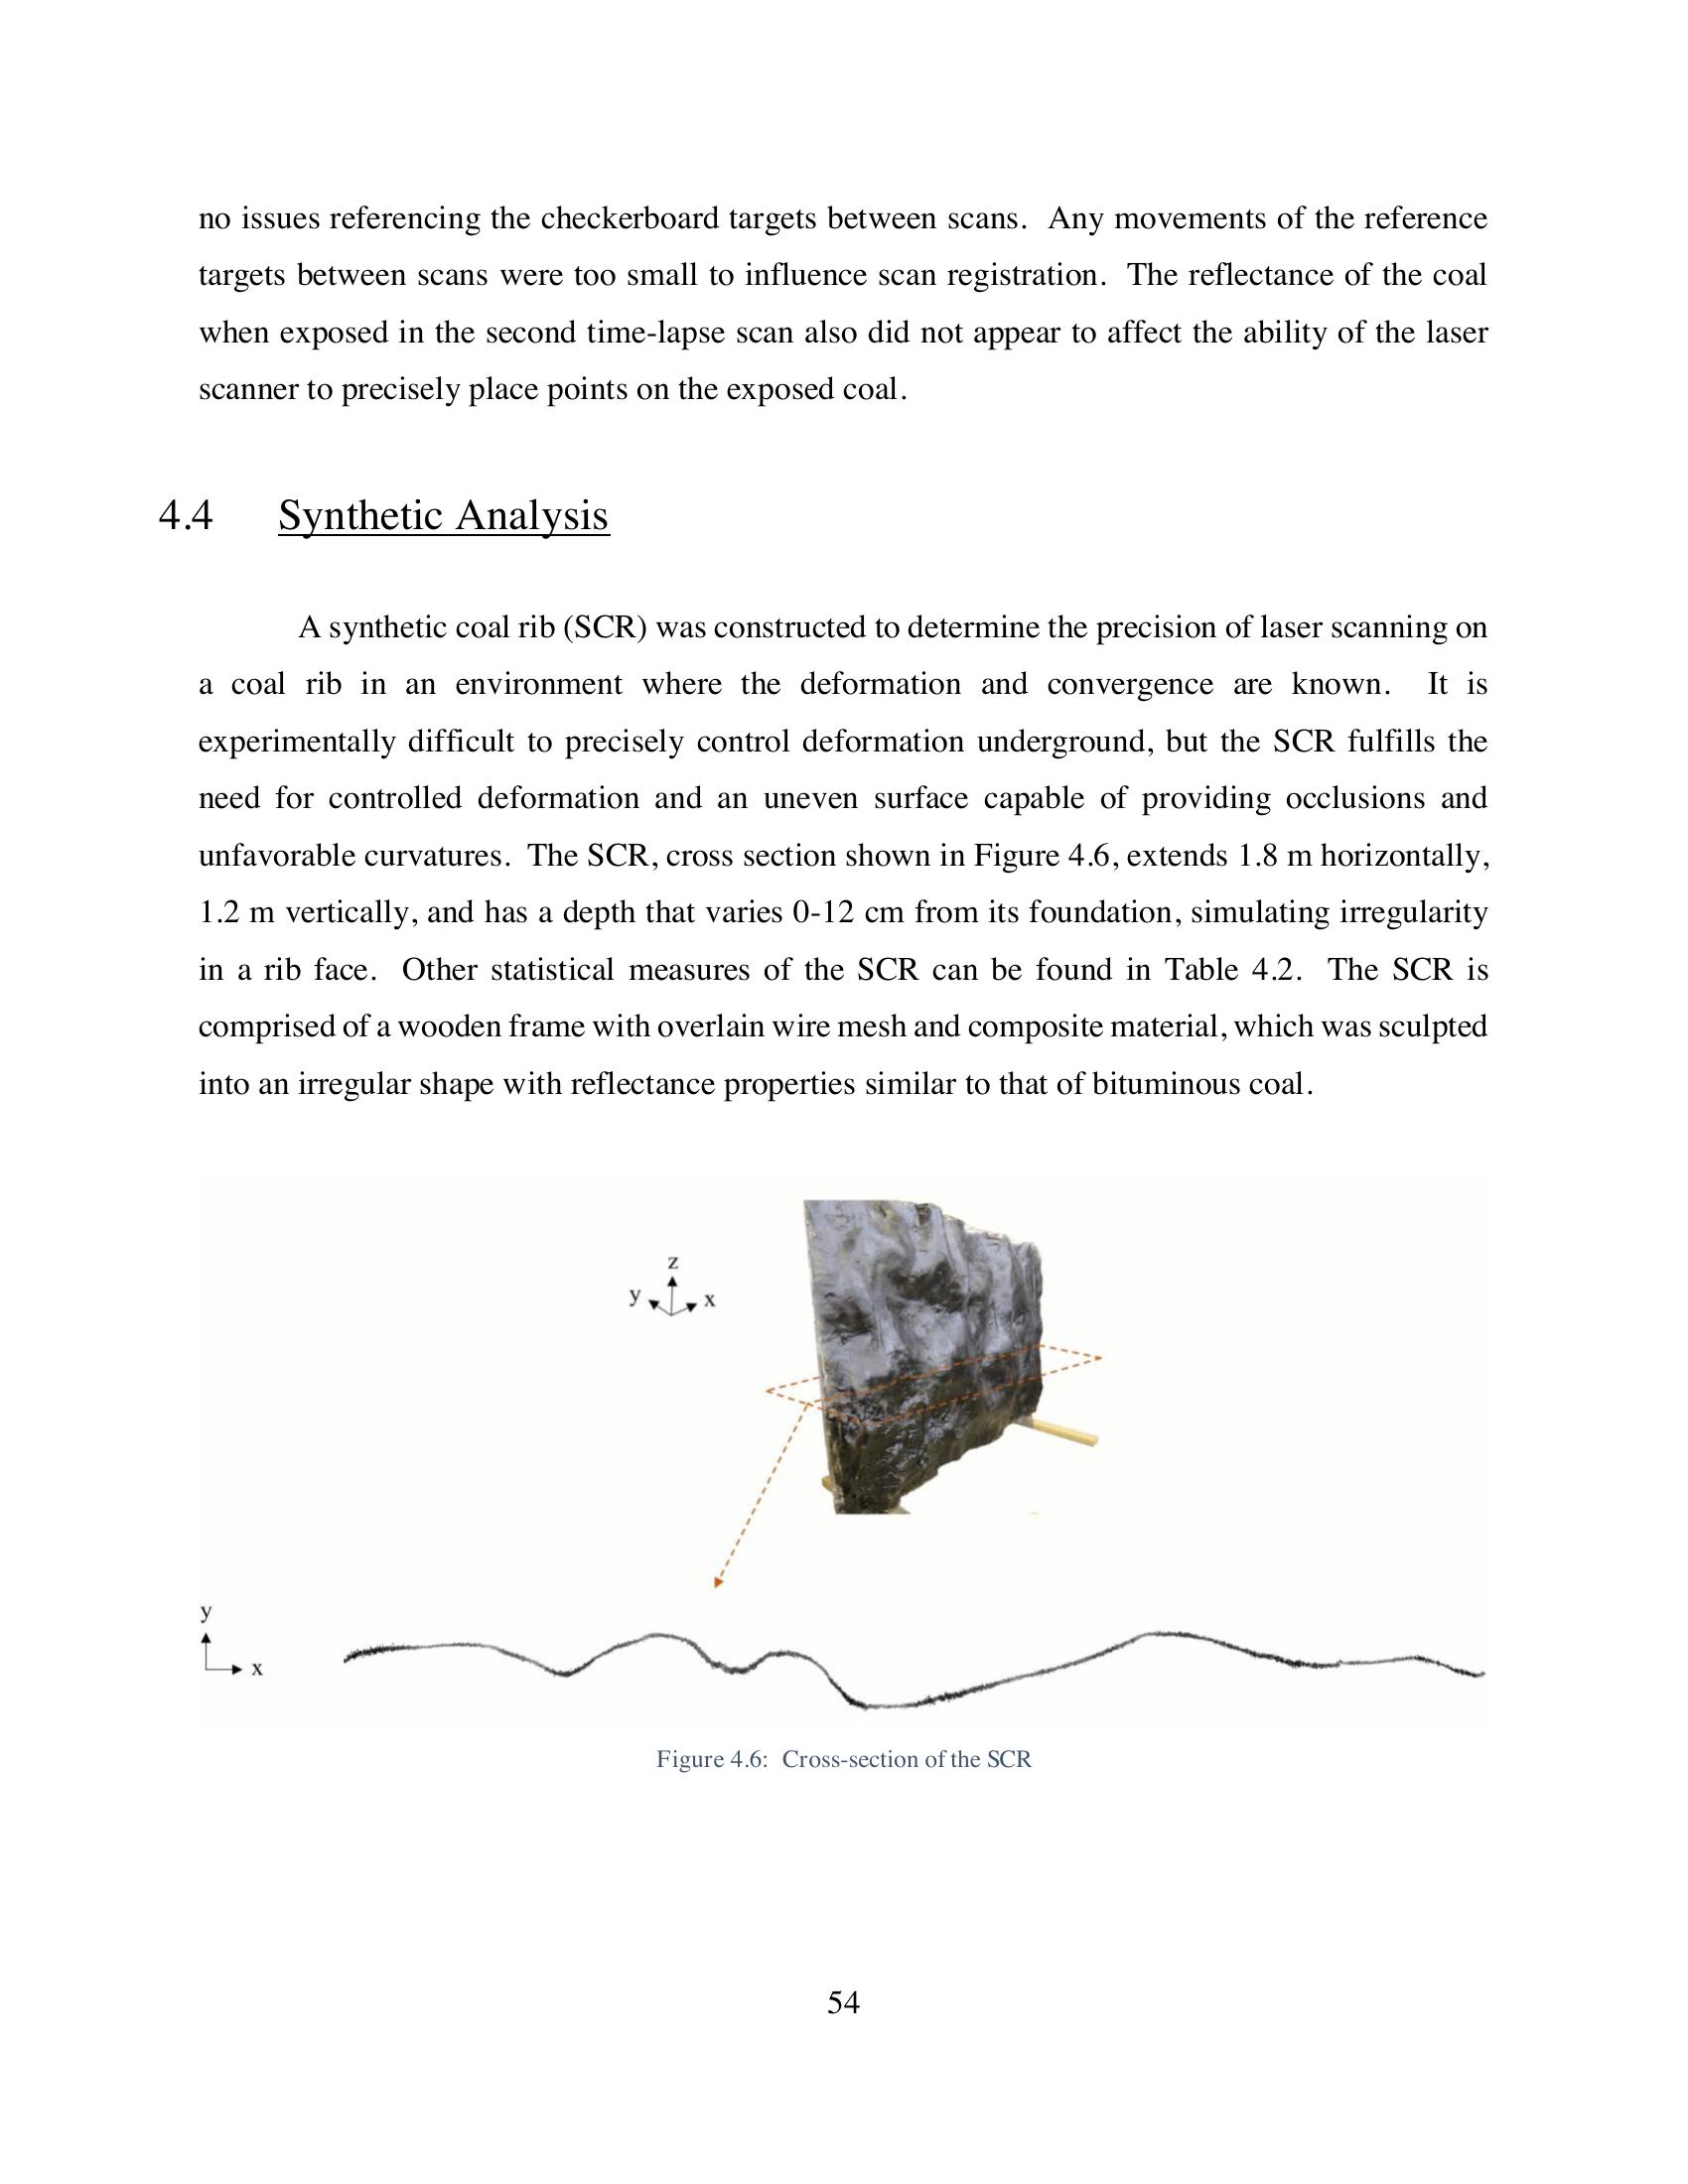 no issues referencing the checkerboard targets between scans.  Any movements of the reference
targets between scans were too small to influence scan registration.  The reflectance of the coal
when exposed in the second time-lapse scan also did not appear to affect the ability of the laser
scanner to precisely place points on the exposed coal.
4.4 Synthetic Analysis
A synthetic coal rib (SCR) was constructed to determine the precision of laser scanning on
a coal rib in an environment where the deformation and convergence are known.  It is
experimentally difficult to precisely control deformation underground, but the SCR fulfills the
need for controlled deformation and an uneven surface capable of providing occlusions and
unfavorable curvatures.  The SCR, cross section shown in Figure 4.6, extends 1.8 m horizontally,
1.2 m vertically, and has a depth that varies 0-12 cm from its foundation, simulating irregularity
in a rib face.  Other statistical measures of the SCR can be found in Table 4.2.  The SCR is
comprised of a wooden frame with overlain wire mesh and composite material, which was sculpted
into an irregular shape with reflectance properties similar to that of bituminous coal.
z
y x
y
x
Figure 4.6:  Cross-section of the SCR
54